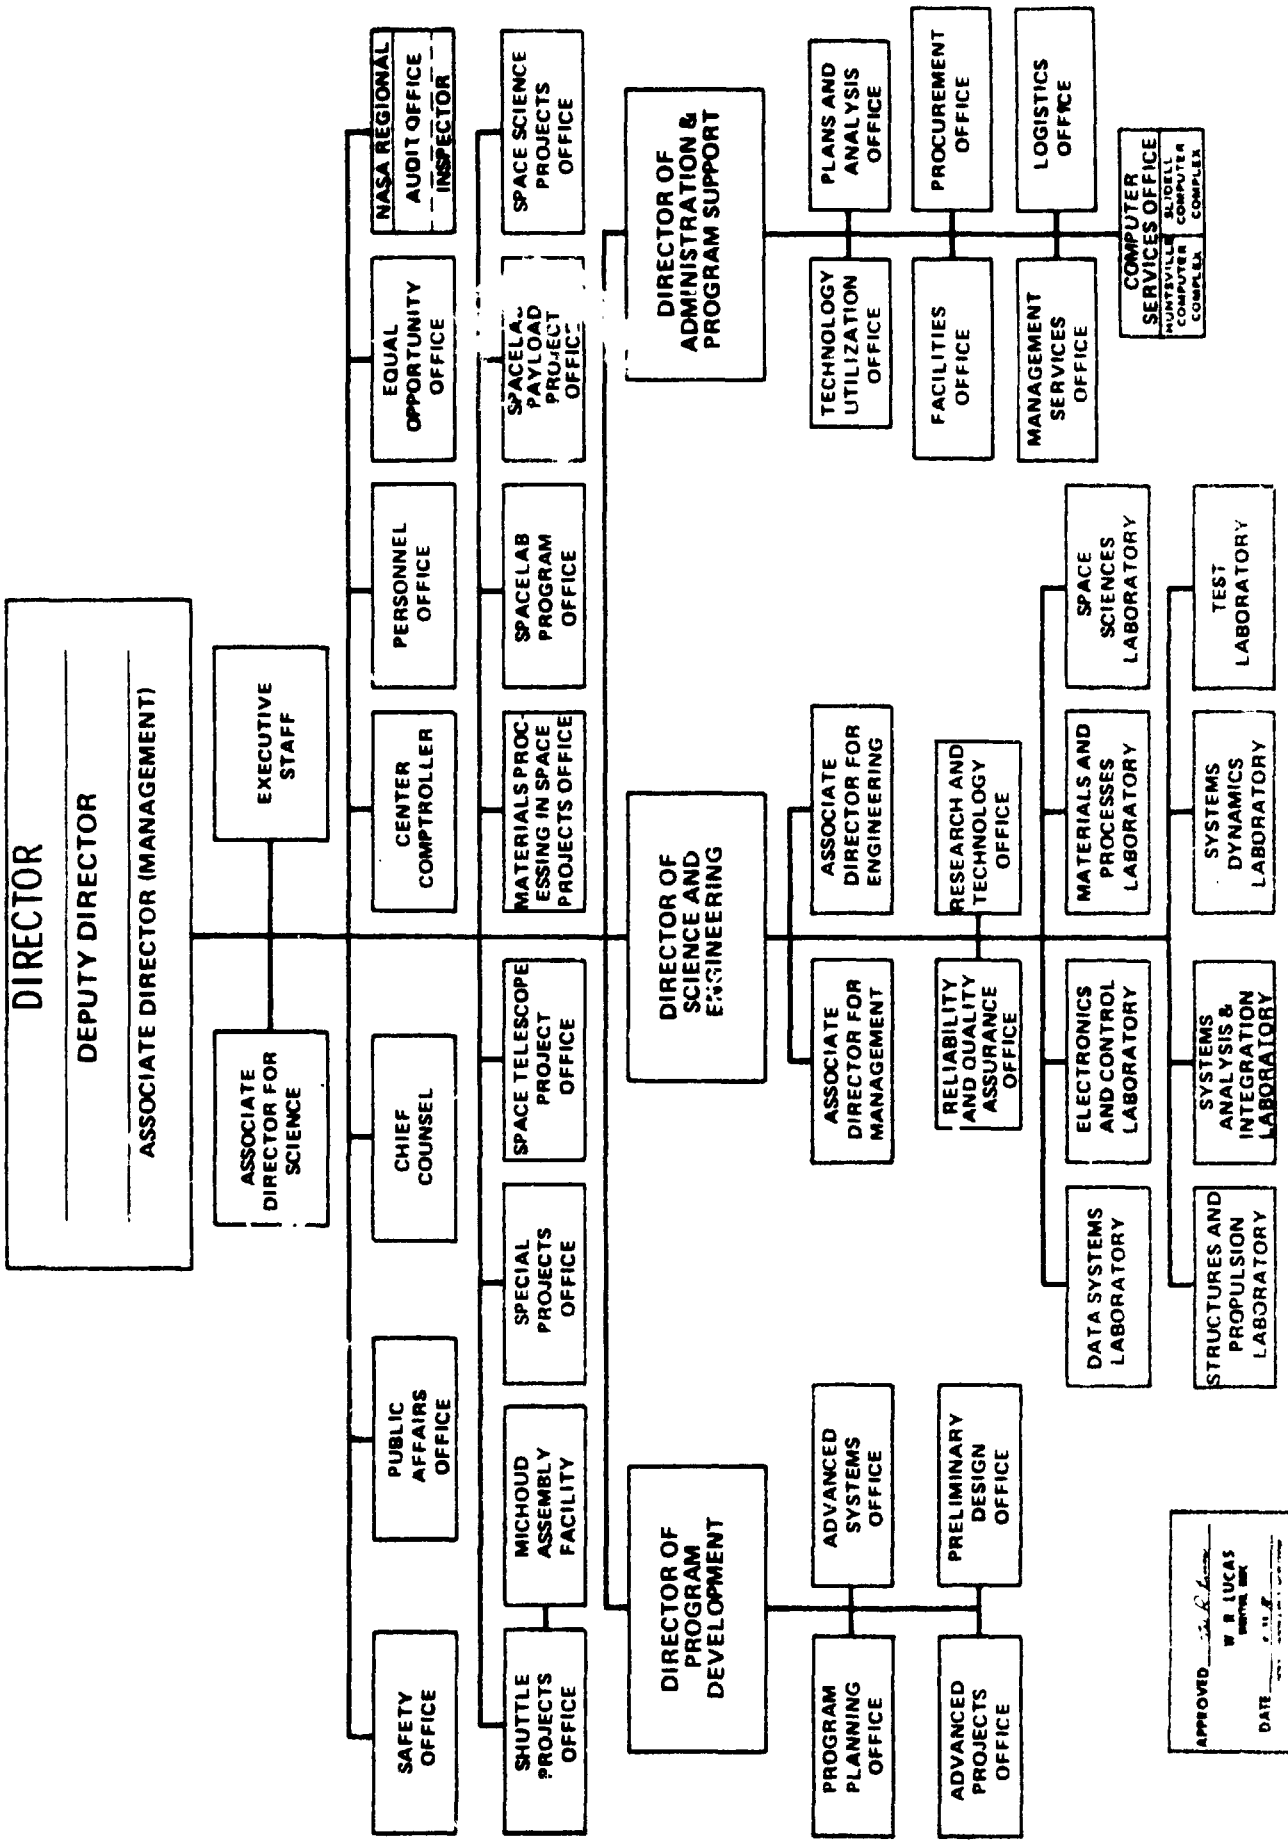 DIRECTOR
DEPUTY DIRECTOR
ASSOCIATE DIRECTOR (MANAGEMENT)
ASSOCIATE
DIRECTOR FOR
SCIENCE
EXECUTIVE
STAFF
SAFETY
OFFICE
PUBLIC
AFFAIRS
OFFICE
CHIEF
COUNSEL
CENTER
COMPTROLLER
PERSONNEL
OFFICE
EQUAL
OPPORTUNITY
OFFICE
NASA REGIONAL
AUDIT OFFICE
INSPECTOR
SHUTTLE
PROJECTS
OFFICE
MICHOUD
ASSEMBLY
FACILITY
SPECIAL
PROJECTS
OFFICE
SPACE TELESCOPE
PROJECT
OFFICE
MATERIALS PROC-
ESSING IN SPACE
PROJECTS OFFICE
SPACELAB
PROGRAM
OFFICE
SPACELAB
PAYLOAD
PROJECT
OFFICE
SPACE SCIENCE
PROJECTS
OFFICE
DIRECTOR OF
PROGRAM
DEVELOPMENT
DIRECTOR OF
SCIENCE AND
ENGINEERING
DIRECTOR OF
ADMINISTRATION &
PROGRAM SUPPORT
PROGRAM
PLANNING
OFFICE
ADVANCED
SYSTEMS
OFFICE
ADVANCED
PROJECTS
OFFICE
PRELIMINARY
DESIGN
OFFICE
ASSOCIATE
DIRECTOR FOR
MANAGEMENT
ASSOCIATE
DIRECTOR FOR
ENGINEERING
RELIABILITY
AND QUALITY
ASSURANCE
OFFICE
RESEARCH AND
TECHNOLOGY
OFFICE
DATA SYSTEMS
LABORATORY
ELECTRONICS
AND CONTROL
LABORATORY
MATERIALS AND
PROCESSES
LABORATORY
SPACE
SCIENCES
LABORATORY
STRUCTURES AND
PROPULSION
LABORATORY
SYSTEMS
ANALYSIS &
INTEGRATION
LABORATORY
SYSTEMS
DYNAMICS
LABORATORY
TEST
LABORATORY
TECHNOLOGY
UTILIZATION
OFFICE
PLANS AND
ANALYSIS
OFFICE
FACILITIES
OFFICE
PROCUREMENT
OFFICE
MANAGEMENT
SERVICES
OFFICE
LOGISTICS
OFFICE
COMPUTER
SERVICES OFFICE
HUNTSVILLE
COMPUTER
COMPLEX
SLIDELL
COMPUTER
COMPLEX
APPROVED
W R LUCAS
DATE